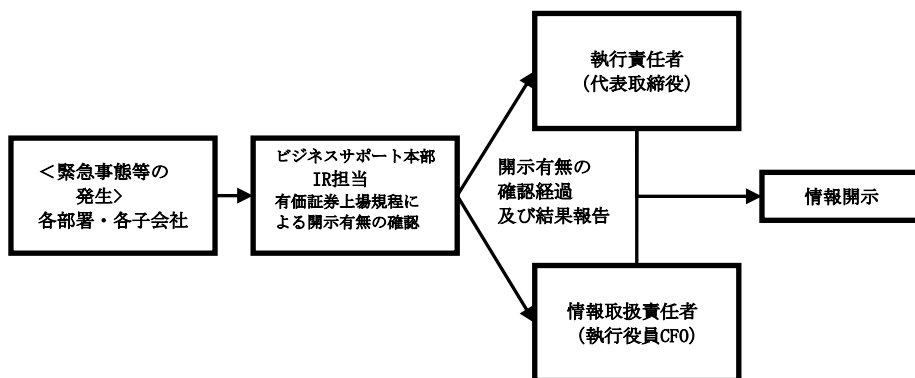 <緊急事態等の
発生>
各部署・各子会社
ビジネスサポート本部
IR担当
有価証券上場規程に
よる開示有無の確認
執行責任者
(代表取締役)
開示有無の
確認経過
及び結果報告
情報取扱責任者
(執行役員CFO)
情報開示